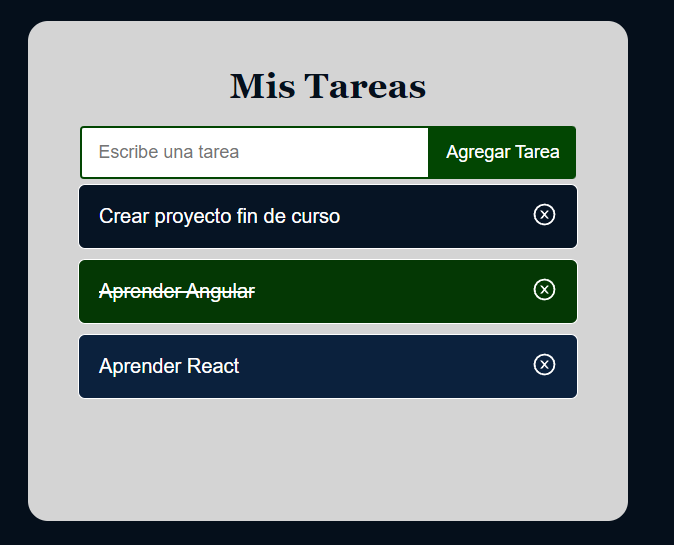 Mis Tareas
Escribe una tarea Agregar Tarea
Crear proyecto fin de curso
Aprender Angular
Aprender React